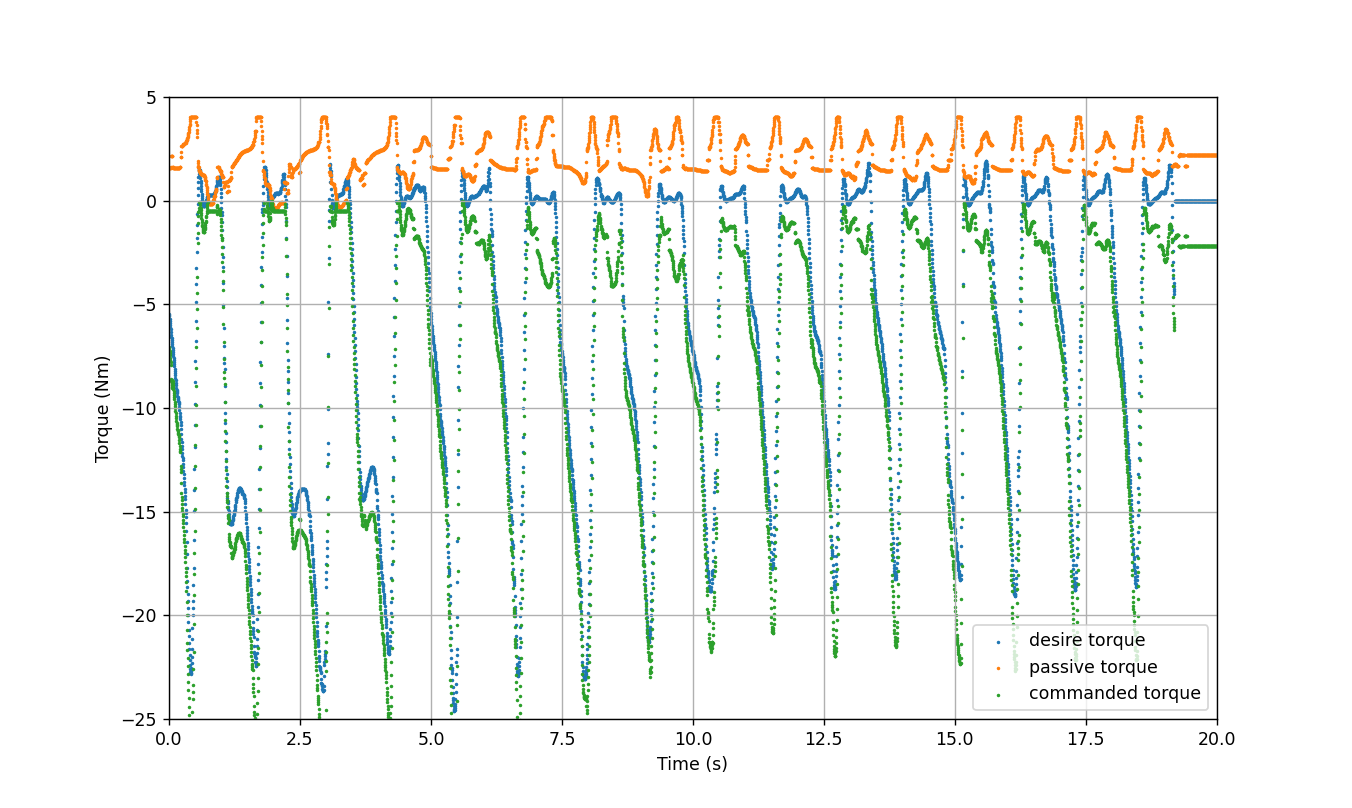 5
0
−5
−10
−15
−20
−25
Torque (Nm)
0.0 2.5 5.0 7.5 10.0 12.5 15.0 17.5 20.0
Time (s)
desire torque
passive torque
commanded torque